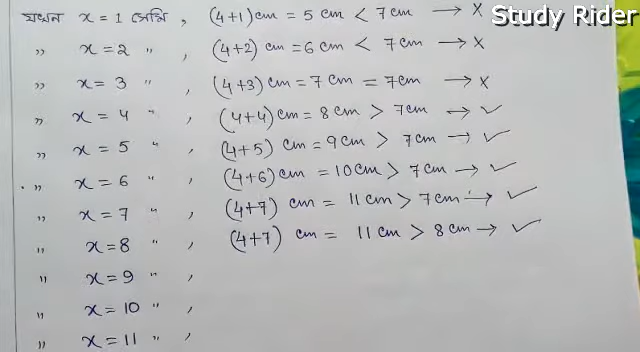 Study Rider
যখন x = 1 সেমি , (4+1) cm = 5 cm < 7 cm → ×
" x = 2 " , (4+2) cm = 6 cm < 7 cm → ×
" x = 3 " , (4+3) cm = 7 cm = 7 cm → ×
" x = 4 " , (4+4) cm = 8 cm > 7 cm → ✓
" x = 5 " , (4+5) cm = 9 cm > 7 cm → ✓
" x = 6 " , (4+6) cm = 10 cm > 7 cm → ✓
" x = 7 " , (4+7) cm = 11 cm > 7 cm → ✓
" x = 8 " , (4+7) cm = 11 cm > 8 cm → ✓
" x = 9 " ,
" x = 10 " ,
" x = 11 " ,